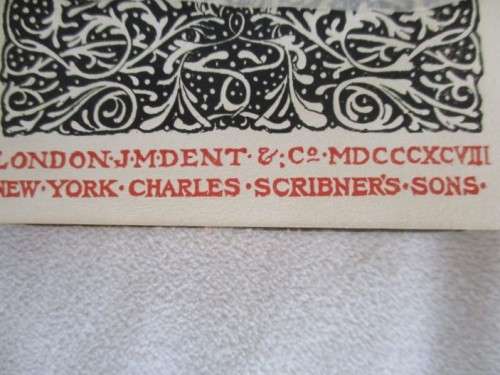 LONDON·J·M·DENT·&;Cº·MDCCCXCVIII
NEW·YORK·CHARLES·SCRIBNER'S·SONS·